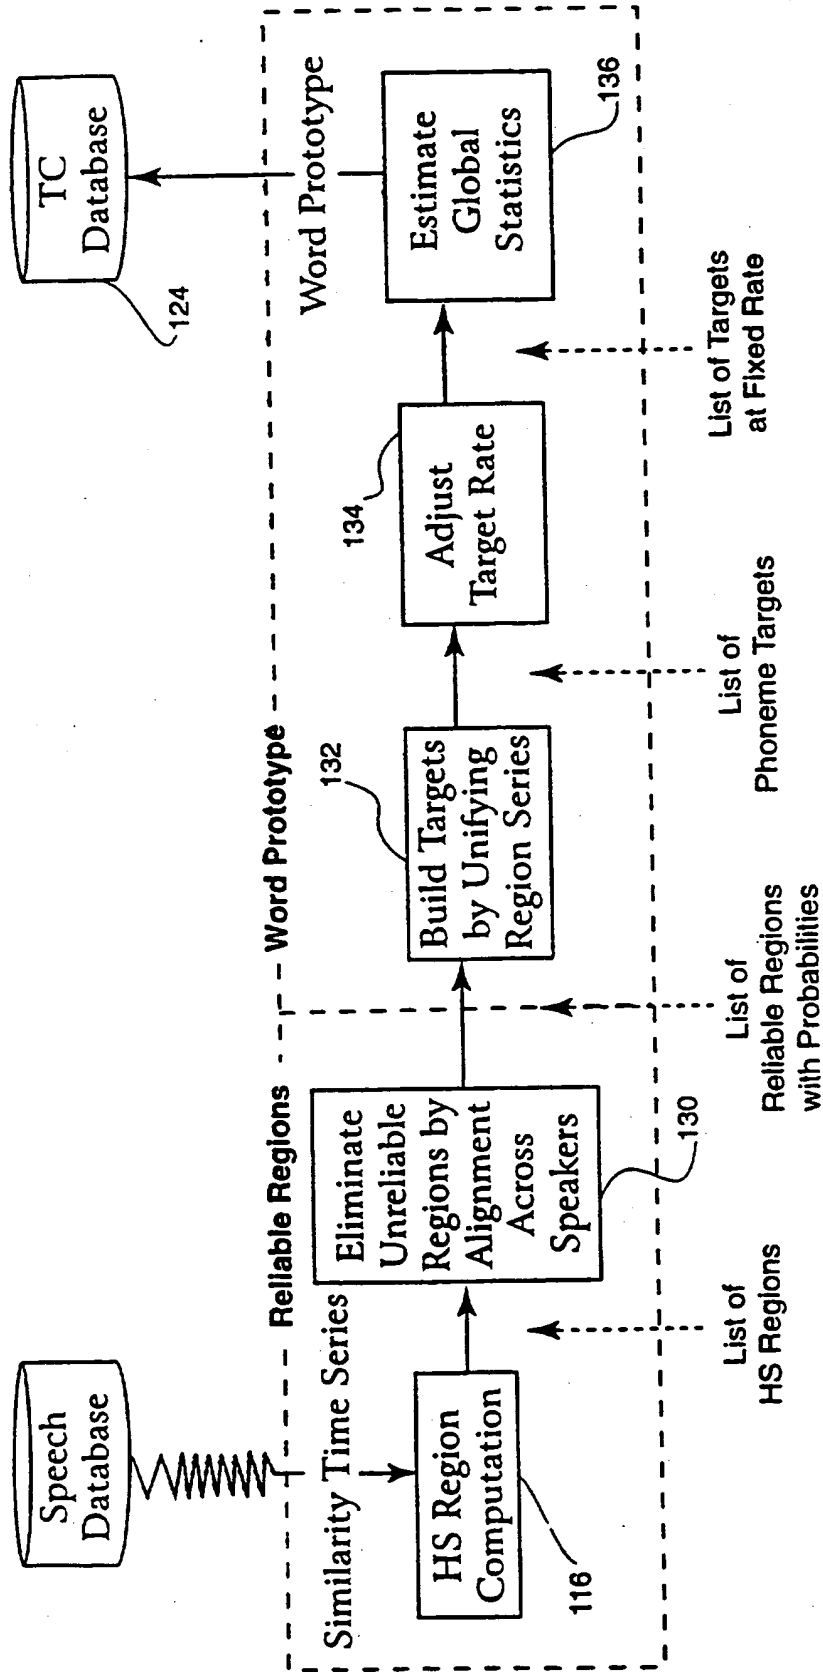 Speech
Database
TC
Database
124
Reliable Regions
Word Prototype
Similarity Time Series
HS Region
Computation
116
Eliminate
Unreliable
Regions by
Alignment
Across
Speakers
130
132
Build Targets
by Unifying
Region Series
134
Adjust
Target Rate
Word Prototype
Estimate
Global
Statistics
136
List of
HS Regions
List of
Reliable Regions
with Probabilities
List of
Phoneme Targets
List of Targets
at Fixed Rate